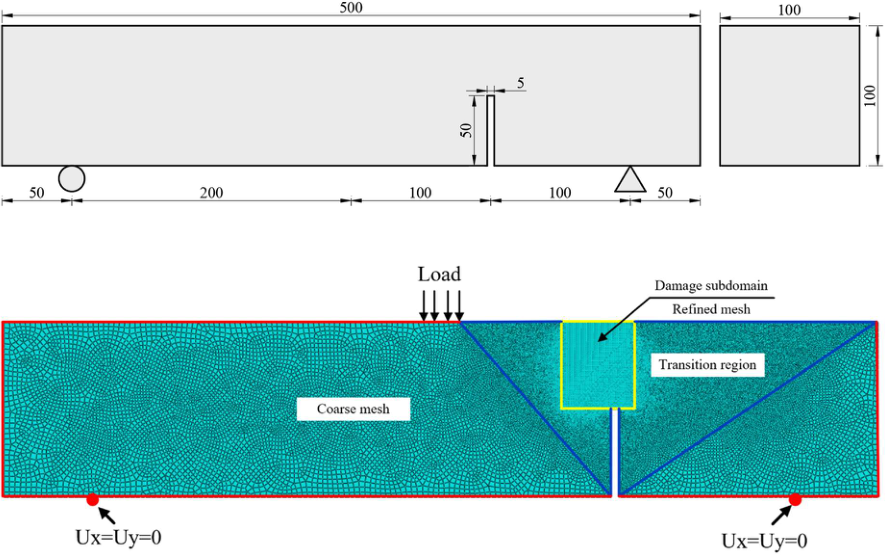 500
100
5
50
100
50
200
100
100
50
Load
Damage subdomain
Refined mesh
Transition region
Coarse mesh
Ux=Uy=0
Ux=Uy=0